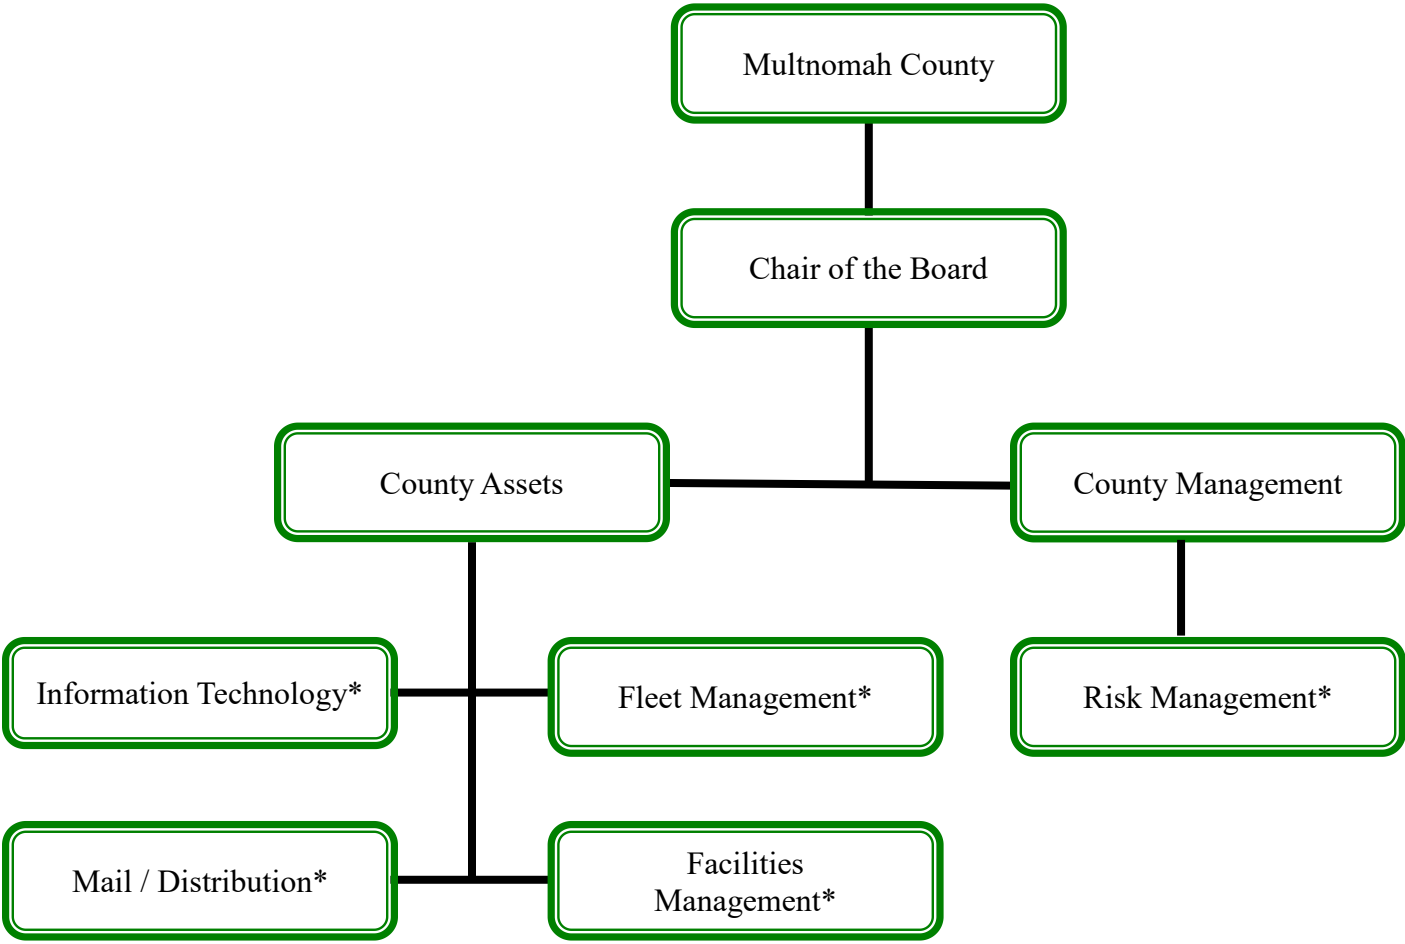 Multnomah County
Chair of the Board
County Assets
County Management
Information Technology*
Fleet Management*
Risk Management*
Mail / Distribution*
Facilities
Management*